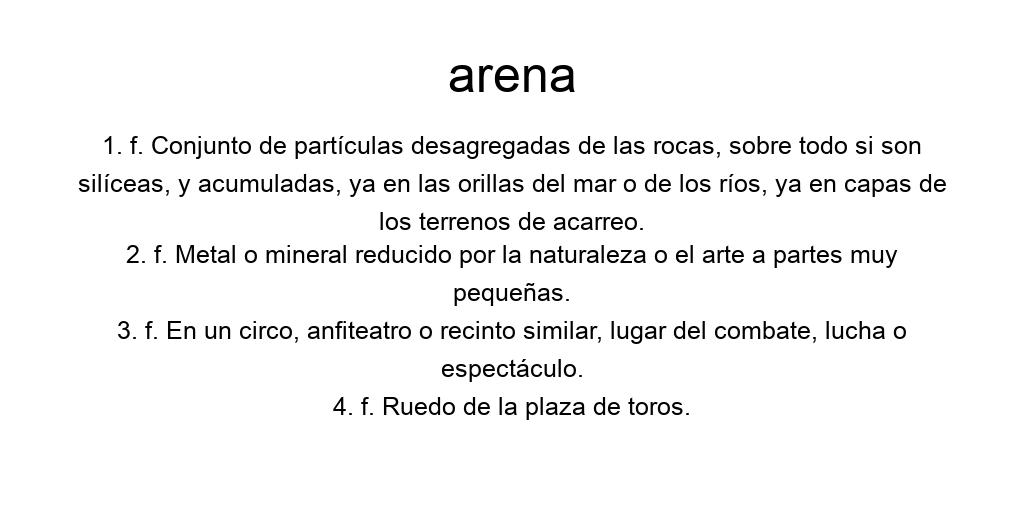 arena
1. f. Conjunto de partículas desagregadas de las rocas, sobre todo si son
silíceas, y acumuladas, ya en las orillas del mar o de los ríos, ya en capas de
los terrenos de acarreo.
2. f. Metal o mineral reducido por la naturaleza o el arte a partes muy
pequeñas.
3. f. En un circo, anfiteatro o recinto similar, lugar del combate, lucha o
espectáculo.
4. f. Ruedo de la plaza de toros.